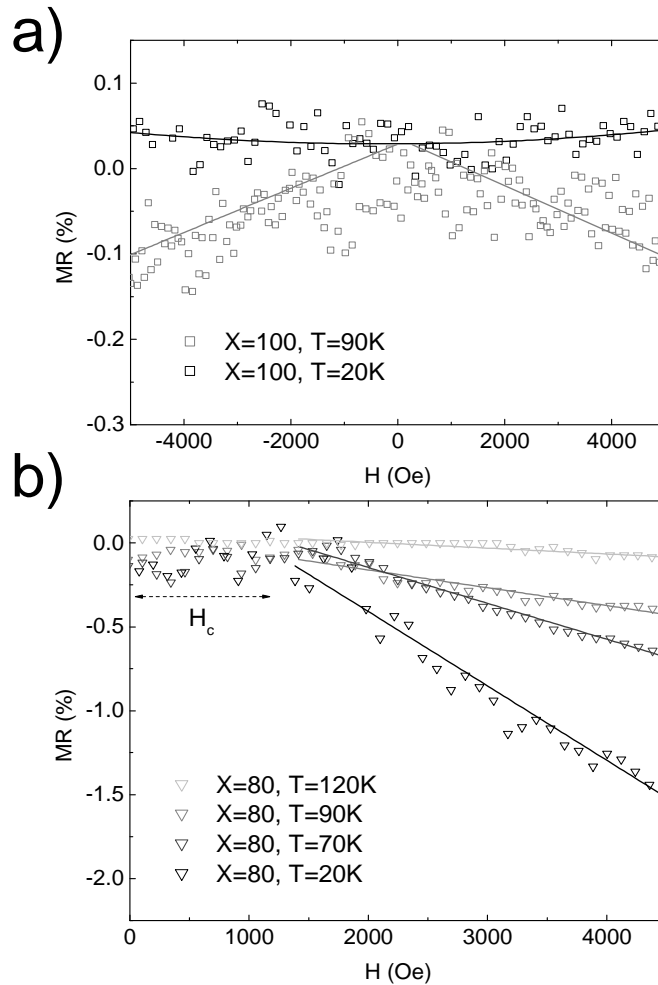 a)
0.1
0.0
-0.1
-0.2
-0.3
MR (%)
X=100, T=90K
X=100, T=20K
-4000 -2000 0 2000 4000
H (Oe)
b)
0.0
-0.5
-1.0
-1.5
-2.0
MR (%)
Hc
X=80, T=120K
X=80, T=90K
X=80, T=70K
X=80, T=20K
0 1000 2000 3000 4000
H (Oe)